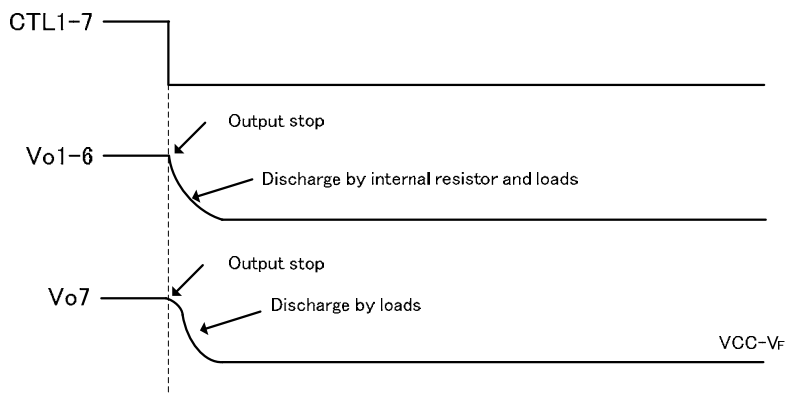 CTL1-7
Output stop
Vo1-6
Discharge by internal resistor and loads
Output stop
Vo7
Discharge by loads
VCC-VF